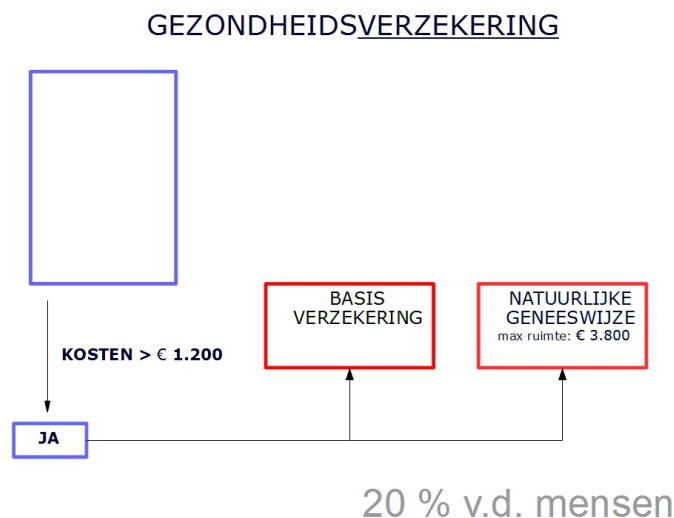 GEZONDHEIDSVERZEKERING
BASIS
VERZEKERING
NATUURLIJKE
GENEESWIJZE
max ruimte: € 3.800
KOSTEN > € 1.200
JA
20 % v.d. mensen